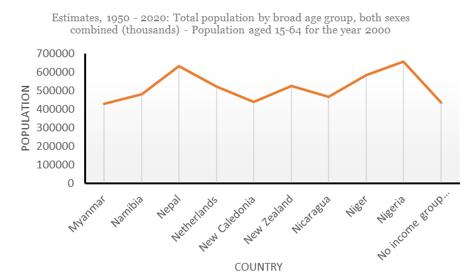 Estimates, 1950 - 2020: Total population by broad age group, both sexes
combined (thousands) - Population aged 15-64 for the year 2000
700000
600000
500000
400000
300000
200000
100000
0
POPULATION
Myanmar
Namibia
Nepal
Netherlands
New Caledonia
New Zealand
Nicaragua
Niger
Nigeria
No income group...
COUNTRY